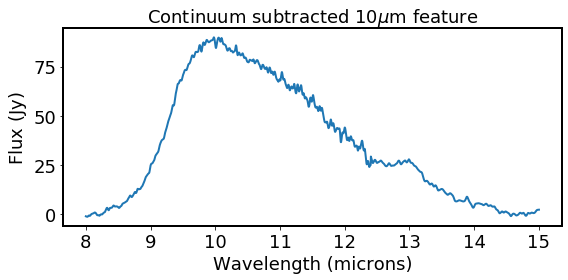 Continuum subtracted 10μm feature
Flux (Jy)
75
50
25
0
8 9 10 11 12 13 14 15
Wavelength (microns)